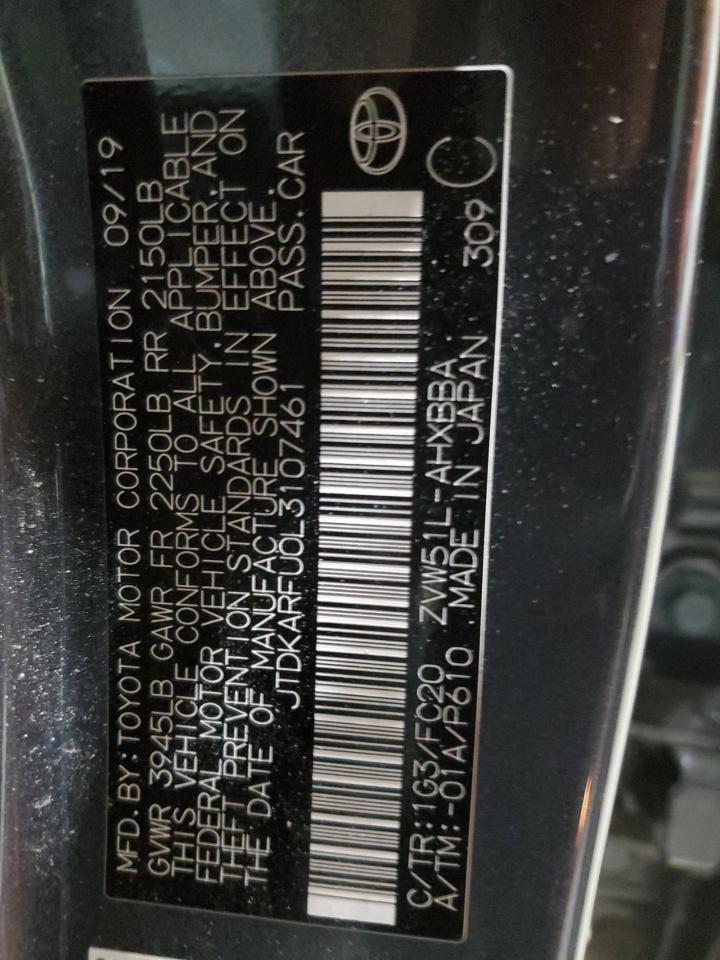 MFD. BY: TOYOTA MOTOR CORPORATION 09/19
GVWR 3945LB GAWR FR 2250LB RR 2150LB
THIS VEHICLE CONFORMS TO ALL APPLICABLE
FEDERAL MOTOR VEHICLE SAFETY, BUMPER, AND
THEFT PREVENTION STANDARDS IN EFFECT ON
THE DATE OF MANUFACTURE SHOWN ABOVE.
JTDKARFU0L3107461 PASS. CAR
C/TR: 1G3/FC20 ZVW51L-AHXBBA 309 C
A/TM: -01A/P610 MADE IN JAPAN